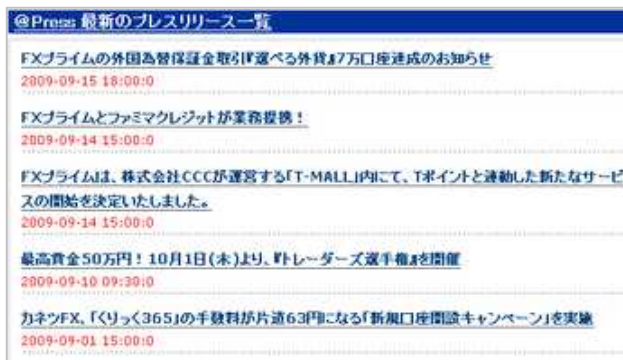 @Press 最新のプレスリリース一覧
FXプライムの外国為替保証金取引『選べる外貨』7万口座達成のお知らせ
2009-09-15 18:00:0
FXプライムとファミマクレジットが業務提携！
2009-09-14 15:00:0
FXプライムは、株式会社CCCが運営する「T-MALL」内にて、Tポイントと連動した新たなサービ
スの開始を決定いたしました。
2009-09-14 15:00:0
最高賞金50万円！10月1日(木)より、『トレーダーズ選手権』を開催
2009-09-10 09:30:0
カネツFX、「くりっく365」の手数料が片道63円になる「新規口座開設キャンペーン」を実施
2009-09-01 15:00:0